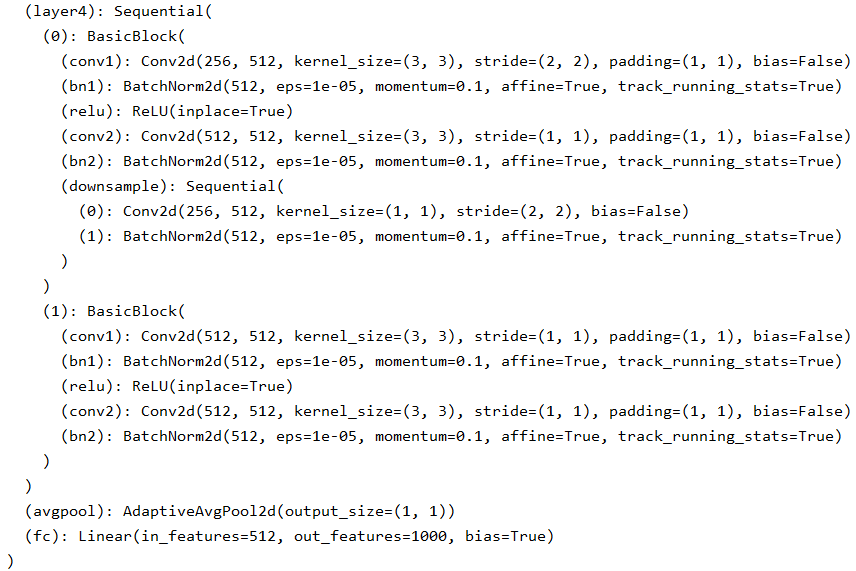 (layer4): Sequential(
(0): BasicBlock(
(conv1): Conv2d(256, 512, kernel_size=(3, 3), stride=(2, 2), padding=(1, 1), bias=False)
(bn1): BatchNorm2d(512, eps=1e-05, momentum=0.1, affine=True, track_running_stats=True)
(relu): ReLU(inplace=True)
(conv2): Conv2d(512, 512, kernel_size=(3, 3), stride=(1, 1), padding=(1, 1), bias=False)
(bn2): BatchNorm2d(512, eps=1e-05, momentum=0.1, affine=True, track_running_stats=True)
(downsample): Sequential(
(0): Conv2d(256, 512, kernel_size=(1, 1), stride=(2, 2), bias=False)
(1): BatchNorm2d(512, eps=1e-05, momentum=0.1, affine=True, track_running_stats=True)
)
)
(1): BasicBlock(
(conv1): Conv2d(512, 512, kernel_size=(3, 3), stride=(1, 1), padding=(1, 1), bias=False)
(bn1): BatchNorm2d(512, eps=1e-05, momentum=0.1, affine=True, track_running_stats=True)
(relu): ReLU(inplace=True)
(conv2): Conv2d(512, 512, kernel_size=(3, 3), stride=(1, 1), padding=(1, 1), bias=False)
(bn2): BatchNorm2d(512, eps=1e-05, momentum=0.1, affine=True, track_running_stats=True)
)
)
(avgpool): AdaptiveAvgPool2d(output_size=(1, 1))
(fc): Linear(in_features=512, out_features=1000, bias=True)
)